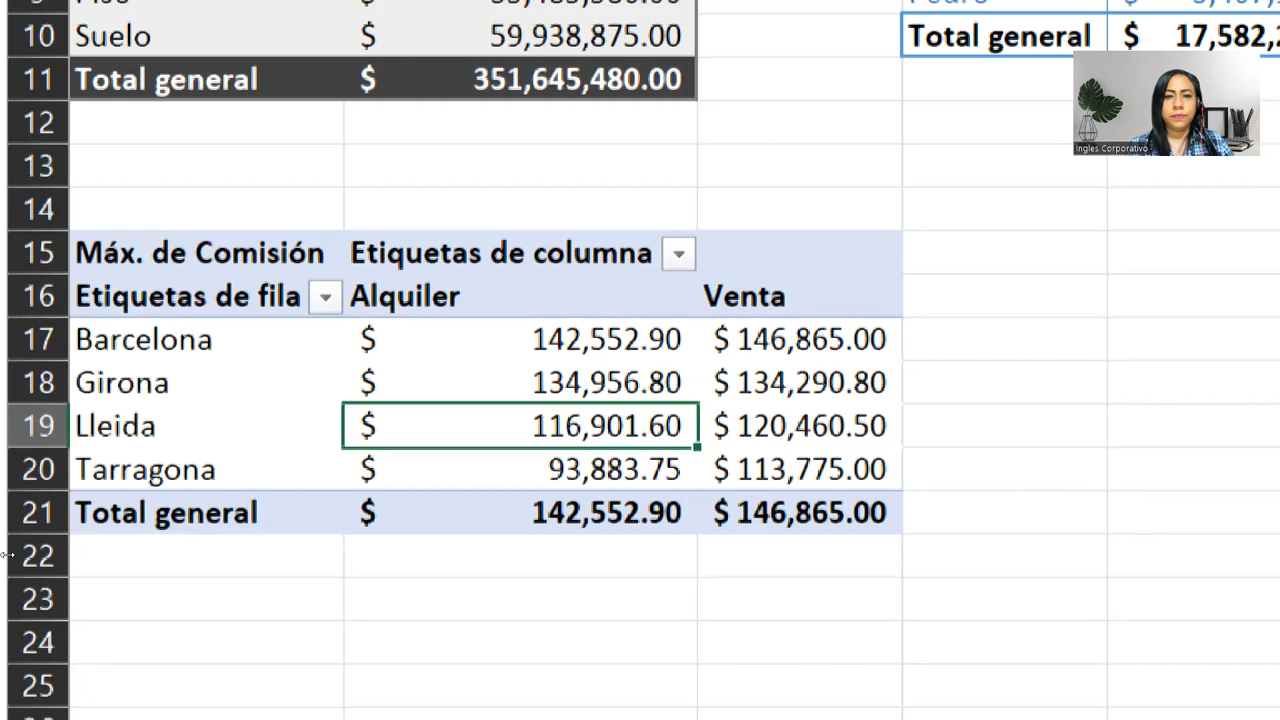 10 Suelo $ 59,938,875.00 Total general $
11 Total general $ 351,645,480.00
Ingles Corporativo
12
13
14
15 Máx. de Comisión Etiquetas de columna
16 Etiquetas de fila Alquiler Venta
17 Barcelona $ 142,552.90 $ 146,865.00
18 Girona $ 134,956.80 $ 134,290.80
19 Lleida $ 116,901.60 $ 120,460.50
20 Tarragona $ 93,883.75 $ 113,775.00
21 Total general $ 142,552.90 $ 146,865.00
22
23
24
25